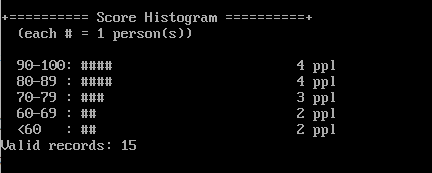 +========== Score Histogram ==========+
(each # = 1 person(s))
90-100: #### 4 ppl
80-89 : #### 4 ppl
70-79 : ### 3 ppl
60-69 : ## 2 ppl
<60 : ## 2 ppl
Valid records: 15